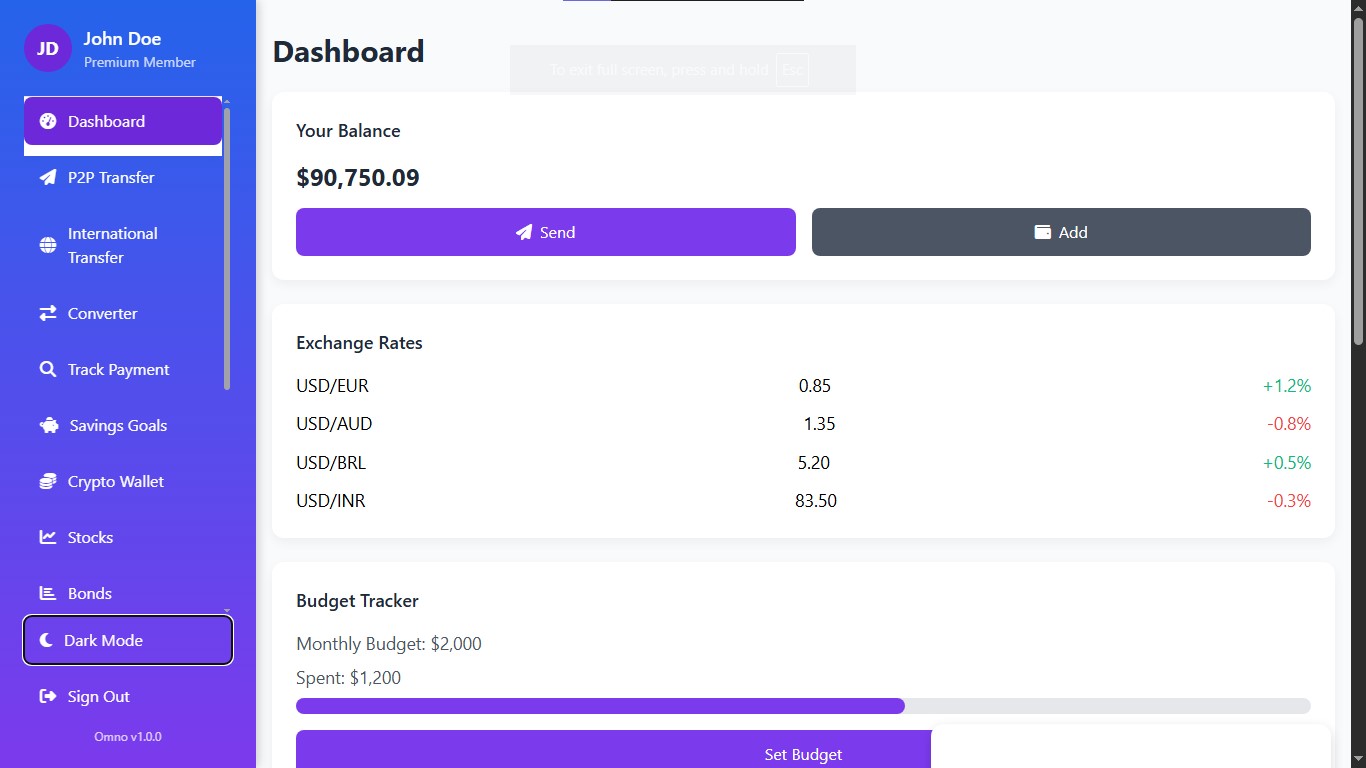 JD
John Doe
Premium Member
Dashboard
P2P Transfer
International
Transfer
Converter
Track Payment
Savings Goals
Crypto Wallet
Stocks
Bonds
Dark Mode
Sign Out
Omno v1.0.0
Dashboard
To exit full screen, press and hold Esc
Your Balance
$90,750.09
Send Add
Exchange Rates
USD/EUR 0.85 +1.2%
USD/AUD 1.35 -0.8%
USD/BRL 5.20 +0.5%
USD/INR 83.50 -0.3%
Budget Tracker
Monthly Budget: $2,000
Spent: $1,200
Set Budget